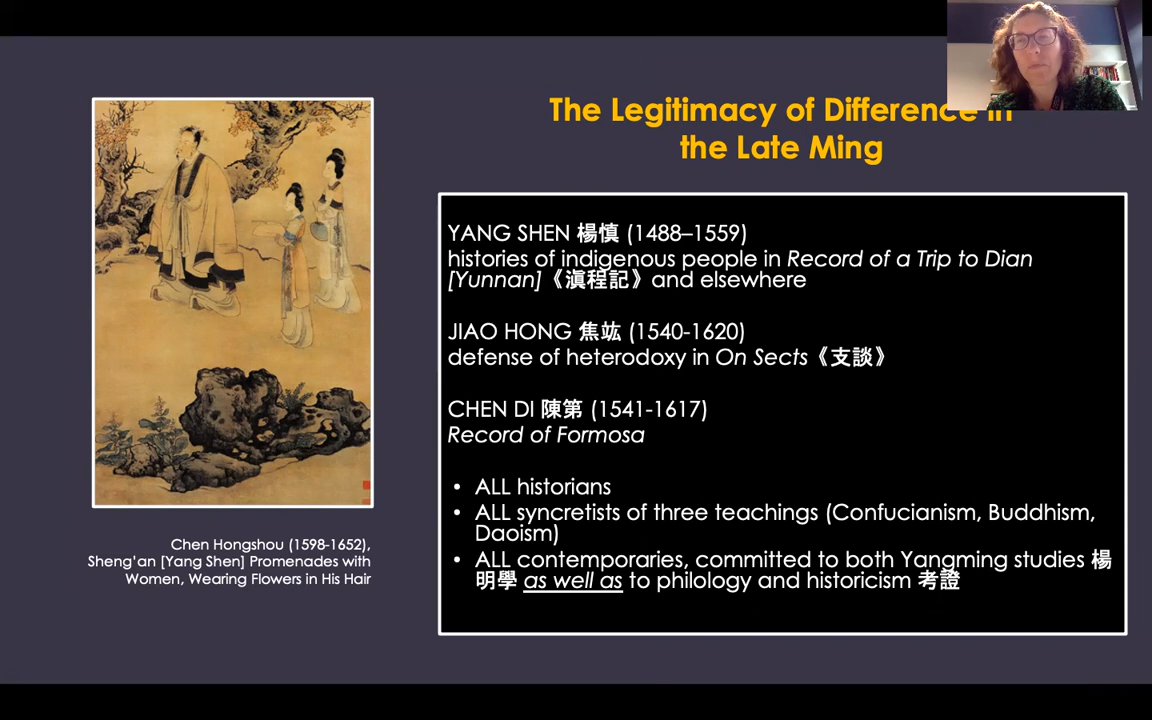 The Legitimacy of Difference in
the Late Ming
YANG SHEN 楊慎 (1488–1559)
histories of indigenous people in Record of a Trip to Dian
[Yunnan]《滇程記》and elsewhere
JIAO HONG 焦竑 (1540-1620)
defense of heterodoxy in On Sects《支談》
CHEN DI 陳第 (1541-1617)
Record of Formosa
• ALL historians
• ALL syncretists of three teachings (Confucianism, Buddhism,
Daoism)
• ALL contemporaries, committed to both Yangming studies 楊
明學 as well as to philology and historicism 考證
Chen Hongshou (1598-1652),
Sheng'an [Yang Shen] Promenades with
Women, Wearing Flowers in His Hair